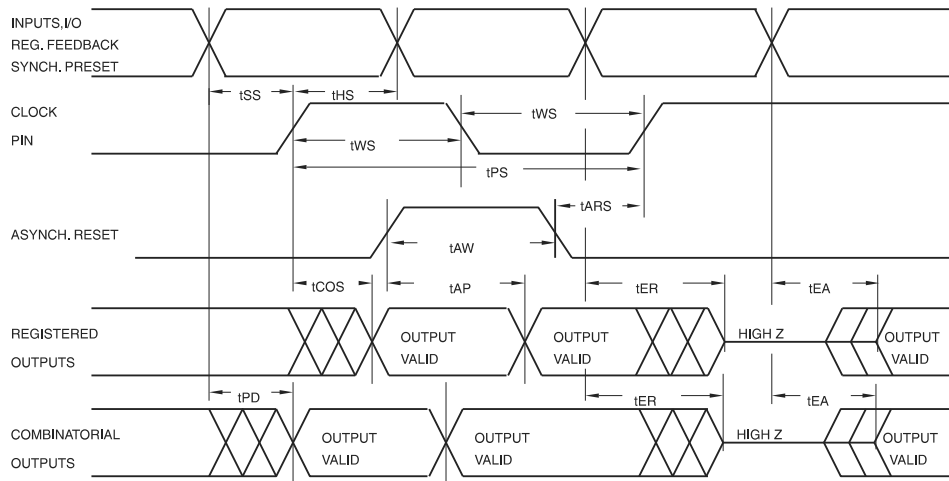 INPUTS,I/O
REG. FEEDBACK
SYNCH. PRESET
tSS
tHS
CLOCK
PIN
tWS
tWS
tPS
tARS
ASYNCH. RESET
tAW
tCOS
tAP
tER
tEA
REGISTERED
OUTPUTS
OUTPUT
VALID
OUTPUT
VALID
HIGH Z
OUTPUT
VALID
tPD
tER
tEA
COMBINATORIAL
OUTPUTS
OUTPUT
VALID
OUTPUT
VALID
HIGH Z
OUTPUT
VALID